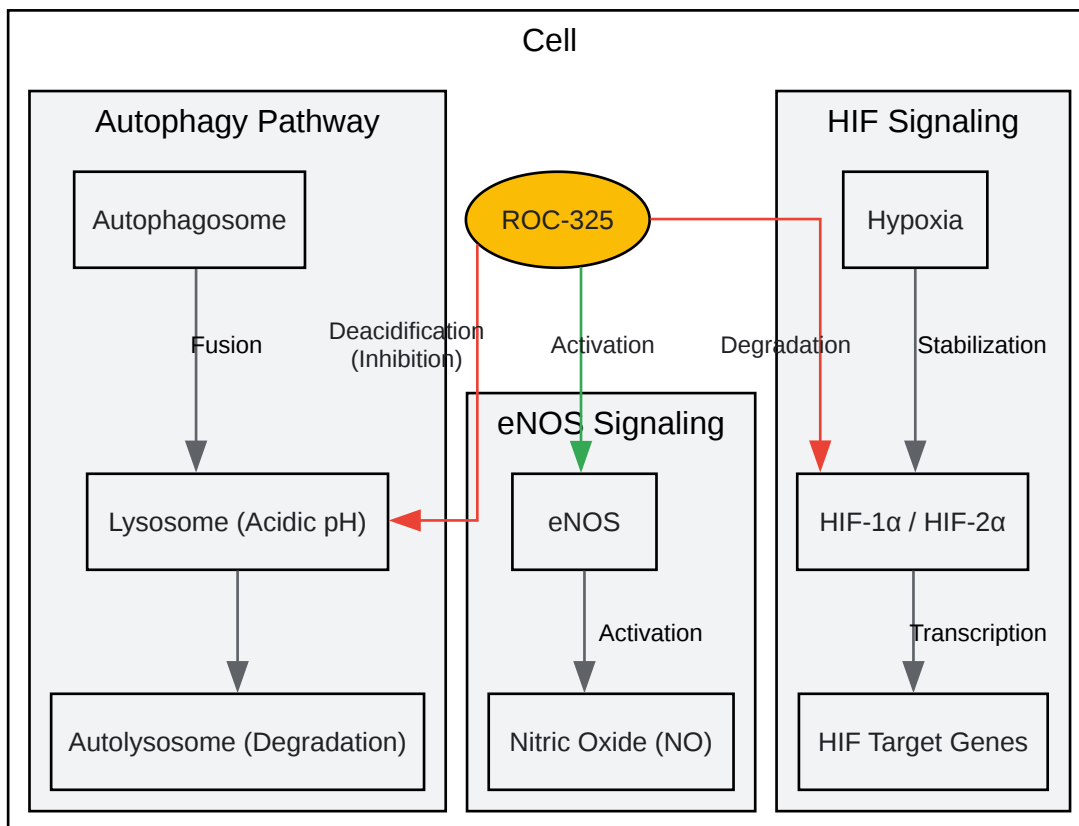 Cell
Autophagy Pathway
HIF Signaling
Autophagosome
ROC-325
Hypoxia
Fusion
Deacidification
(Inhibition)
Activation
Degradation
Stabilization
eNOS Signaling
Lysosome (Acidic pH)
eNOS
HIF-1α / HIF-2α
Activation
Transcription
Autolysosome (Degradation)
Nitric Oxide (NO)
HIF Target Genes